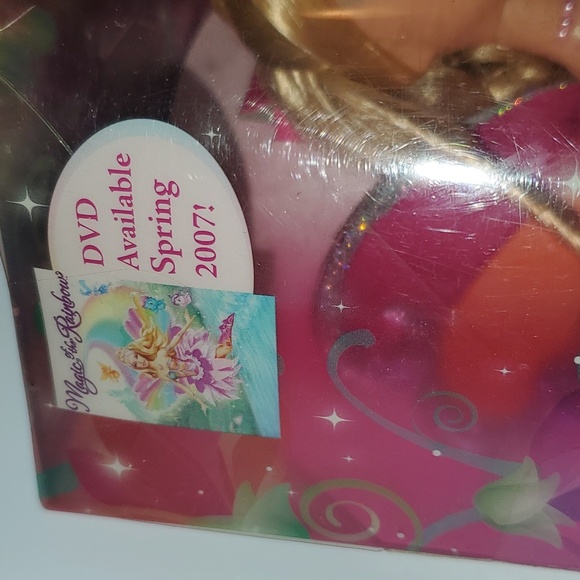 DVD
Available
Spring
2007!
Magic of the Rainbow